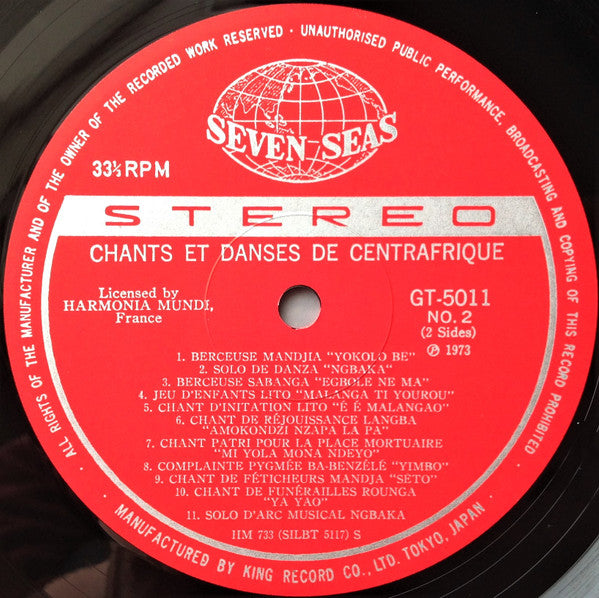 ALL RIGHTS OF THE MANUFACTURER AND OF THE OWNER OF THE RECORDED WORK RESERVED · UNAUTHORISED PUBLIC PERFORMANCE, BROADCASTING AND COPYING OF THIS RECORD PROHIBITED.
SEVEN SEAS
33⅓RPM
STEREO
CHANTS ET DANSES DE CENTRAFRIQUE
Licensed by
HARMONIA MUNDI,
France
GT-5011
NO. 2
(2 Sides)
Ⓟ 1973
1. BERCEUSE MANDJIA "YOKOLO BE"
2. SOLO DE DANZA "NGBAKA"
3. BERCEUSE SABANGA "EGBOLE NE MA"
4. JEU D'ENFANTS LITO "MALANGA TI YOUROU"
5. CHANT D'INITATION LITO "É É MALANGAO"
6. CHANT DE RÉJOUISSANCE LANGBA
"AMOKONDZI NZAPA LA PA"
7. CHANT PATRI POUR LA PLACE MORTUAIRE
"MI YOLA MONA NDEYO"
8. COMPLAINTE PYGMÉE BA-BENZÉLÉ "YIMBO"
9. CHANT DE FÉTICHEURS MANDJA "SETO"
10. CHANT DE FUNÉRAILLES ROUNGA
"YA YAO"
11. SOLO D'ARC MUSICAL NGBAKA
HM 733 (SILBT 5117) S
MANUFACTURED BY KING RECORD CO., LTD. TOKYO, JAPAN